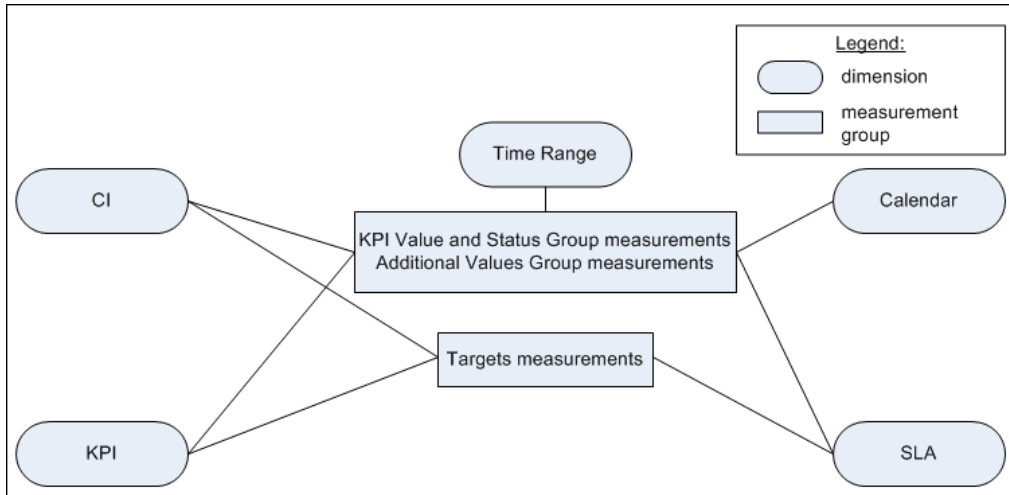 Legend:
dimension
measurement
group
Time Range
CI
Calendar
KPI Value and Status Group measurements
Additional Values Group measurements
Targets measurements
KPI
SLA